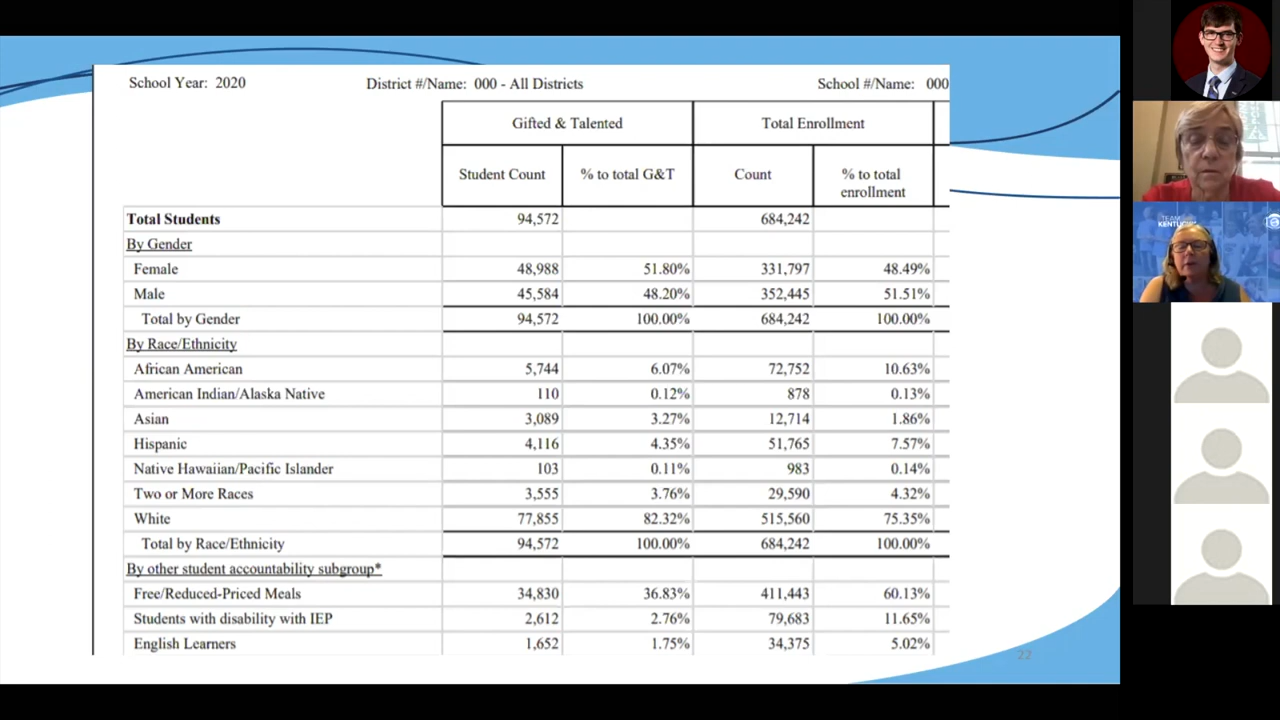 School Year: 2020 District #/Name: 000 - All Districts School #/Name: 000
Gifted & Talented Total Enrollment
Student Count % to total G&T Count % to total
enrollment
Total Students 94,572 684,242
By Gender
Female 48,988 51.80% 331,797 48.49%
Male 45,584 48.20% 352,445 51.51%
Total by Gender 94,572 100.00% 684,242 100.00%
By Race/Ethnicity
African American 5,744 6.07% 72,752 10.63%
American Indian/Alaska Native 110 0.12% 878 0.13%
Asian 3,089 3.27% 12,714 1.86%
Hispanic 4,116 4.35% 51,765 7.57%
Native Hawaiian/Pacific Islander 103 0.11% 983 0.14%
Two or More Races 3,555 3.76% 29,590 4.32%
White 77,855 82.32% 515,560 75.35%
Total by Race/Ethnicity 94,572 100.00% 684,242 100.00%
By other student accountability subgroup*
Free/Reduced-Priced Meals 34,830 36.83% 411,443 60.13%
Students with disability with IEP 2,612 2.76% 79,683 11.65%
English Learners 1,652 1.75% 34,375 5.02%
22
TEAM
KENTUCKY